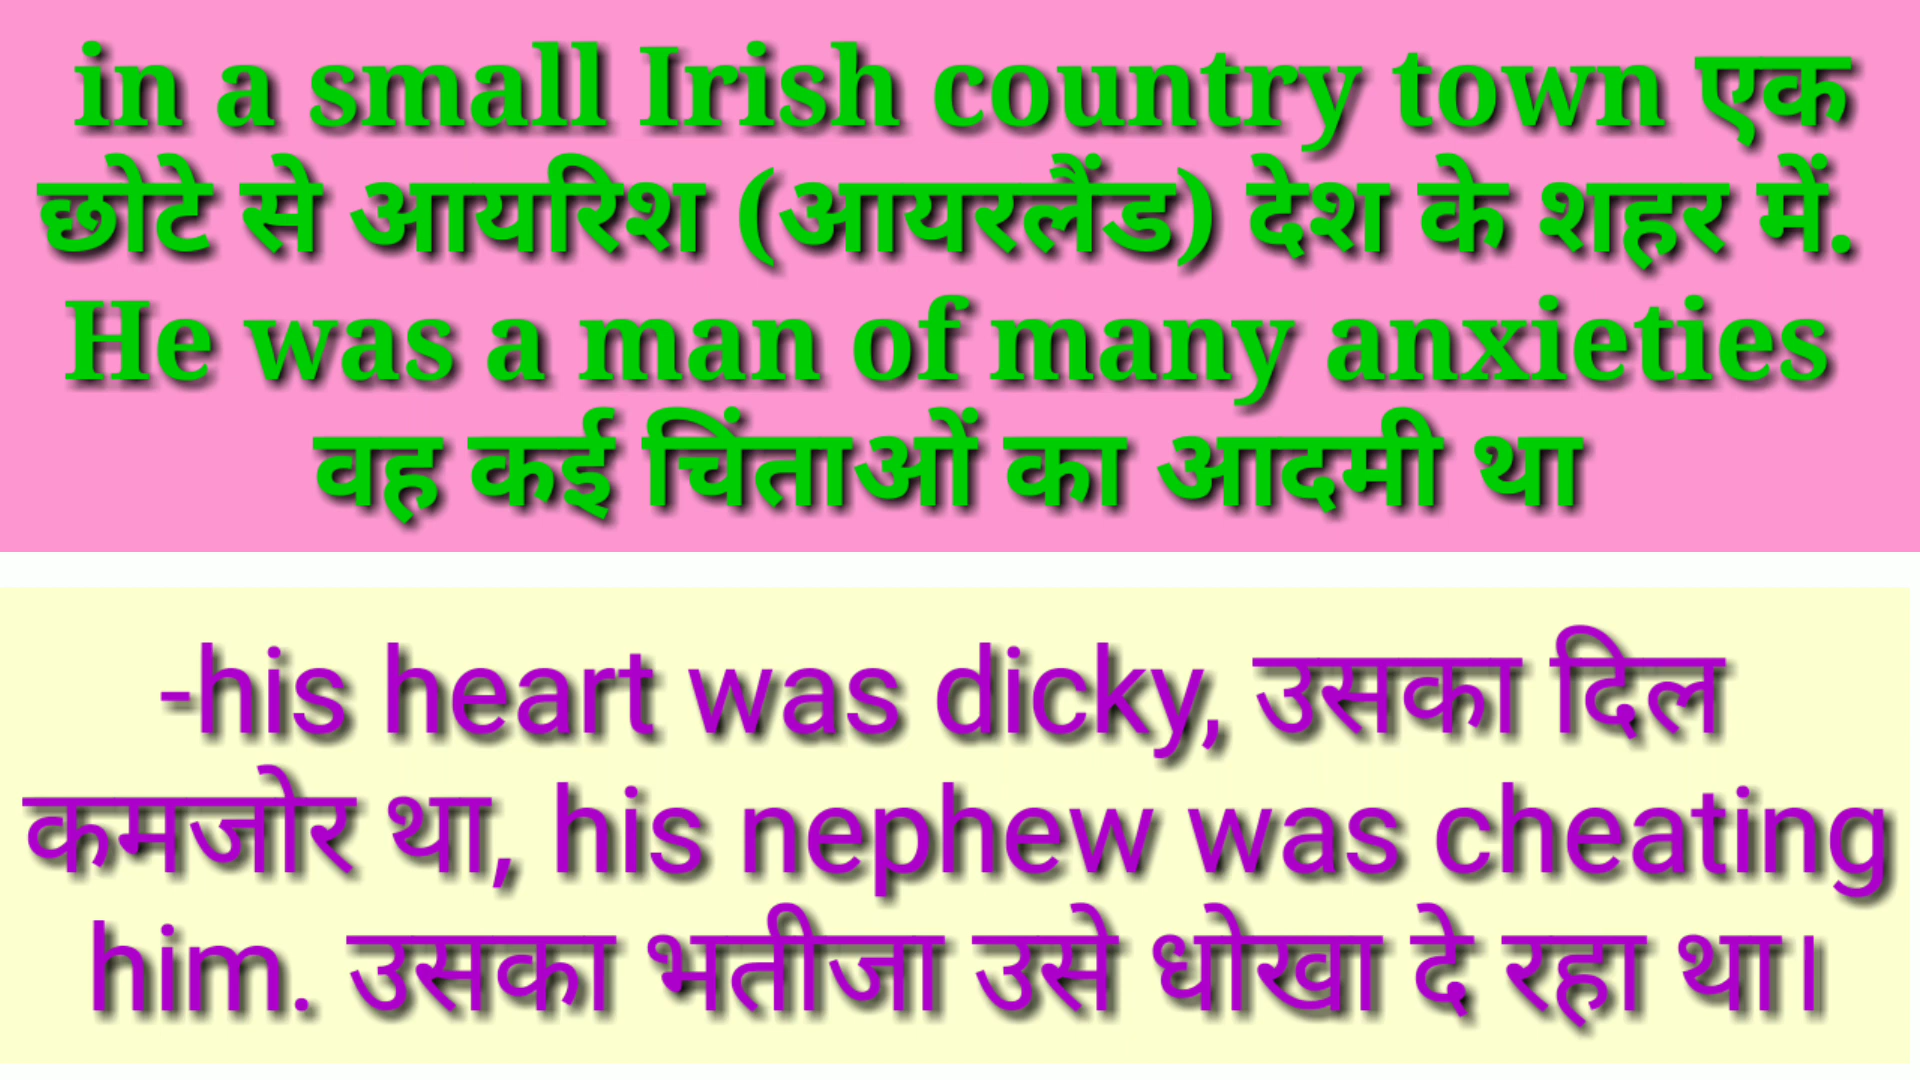 in a small Irish country town एक
छोटे से आयरिश (आयरलैंड) देश के शहर में.
He was a man of many anxieties
वह कई चिंताओं का आदमी था
-his heart was dicky, उसका दिल
कमजोर था, his nephew was cheating
him. उसका भतीजा उसे धोखा दे रहा था।